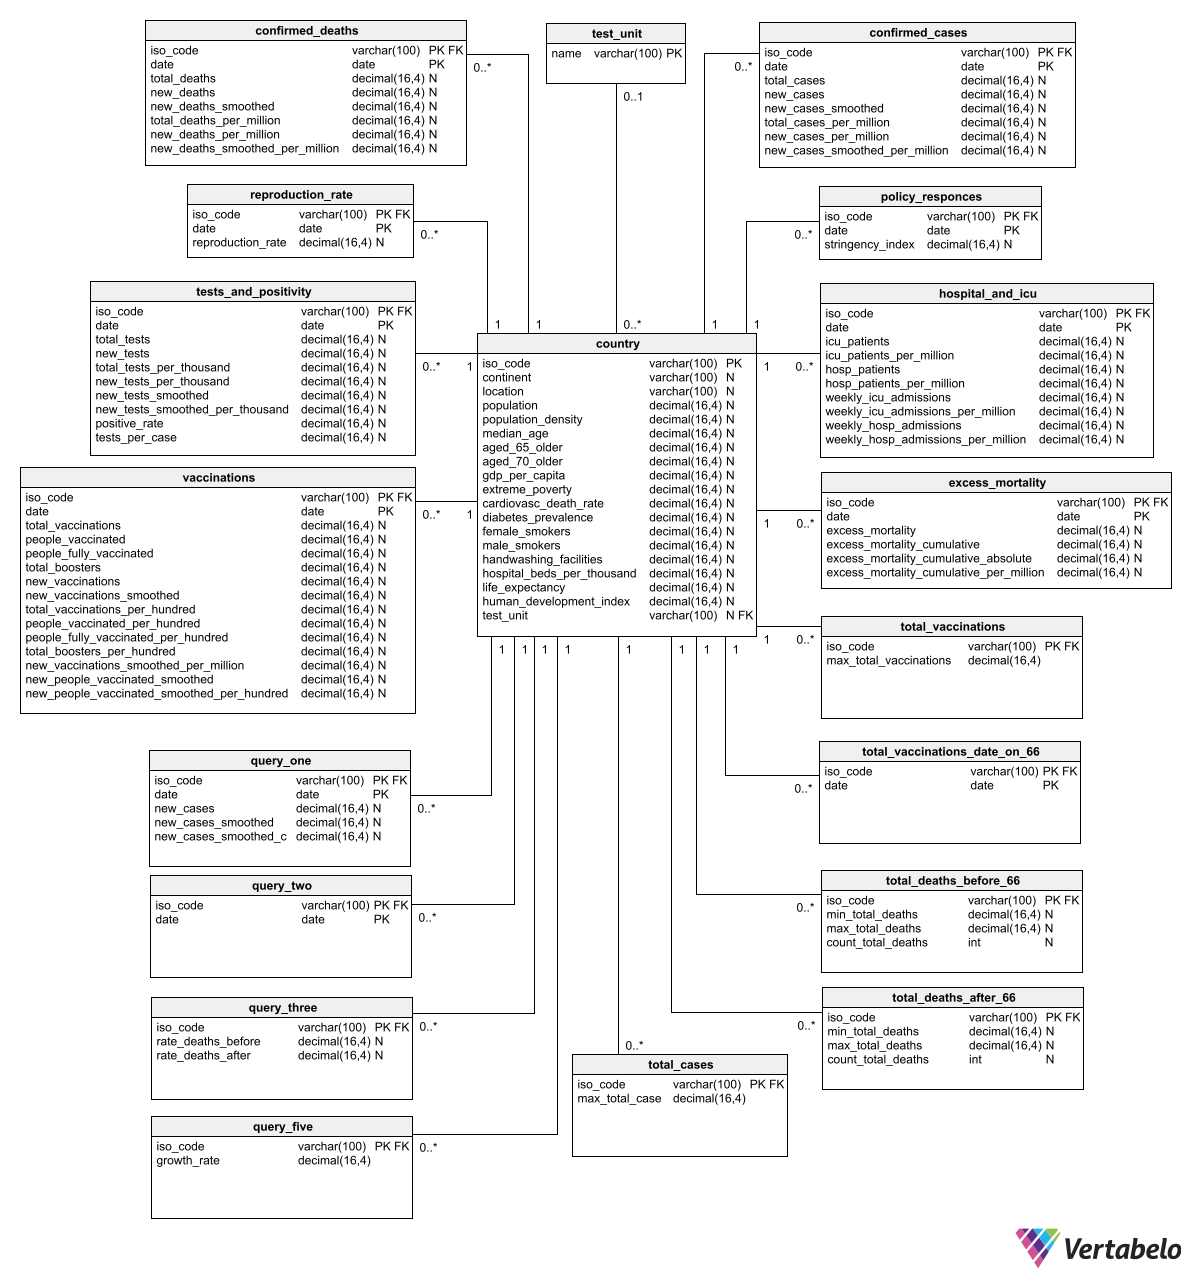 confirmed_deaths
iso_code varchar(100) PK FK
date date PK
total_deaths decimal(16,4) N
new_deaths decimal(16,4) N
new_deaths_smoothed decimal(16,4) N
total_deaths_per_million decimal(16,4) N
new_deaths_per_million decimal(16,4) N
new_deaths_smoothed_per_million decimal(16,4) N
0..*
1
test_unit
name varchar(100) PK
0..1
0..*
confirmed_cases
iso_code varchar(100) PK FK
date date PK
total_cases decimal(16,4) N
new_cases decimal(16,4) N
new_cases_smoothed decimal(16,4) N
total_cases_per_million decimal(16,4) N
new_cases_per_million decimal(16,4) N
new_cases_smoothed_per_million decimal(16,4) N
0..*
1
reproduction_rate
iso_code varchar(100) PK FK
date date PK
reproduction_rate decimal(16,4) N
0..*
1
policy_responces
iso_code varchar(100) PK FK
date date PK
stringency_index decimal(16,4) N
0..*
1
tests_and_positivity
iso_code varchar(100) PK FK
date date PK
total_tests decimal(16,4) N
new_tests decimal(16,4) N
total_tests_per_thousand decimal(16,4) N
new_tests_per_thousand decimal(16,4) N
new_tests_smoothed decimal(16,4) N
new_tests_smoothed_per_thousand decimal(16,4) N
positive_rate decimal(16,4) N
tests_per_case decimal(16,4) N
0..* 1
country
iso_code varchar(100) PK
continent varchar(100) N
location varchar(100) N
population decimal(16,4) N
population_density decimal(16,4) N
median_age decimal(16,4) N
aged_65_older decimal(16,4) N
aged_70_older decimal(16,4) N
gdp_per_capita decimal(16,4) N
extreme_poverty decimal(16,4) N
cardiovasc_death_rate decimal(16,4) N
diabetes_prevalence decimal(16,4) N
female_smokers decimal(16,4) N
male_smokers decimal(16,4) N
handwashing_facilities decimal(16,4) N
hospital_beds_per_thousand decimal(16,4) N
life_expectancy decimal(16,4) N
human_development_index decimal(16,4) N
test_unit varchar(100) N FK
hospital_and_icu
iso_code varchar(100) PK FK
date date PK
icu_patients decimal(16,4) N
icu_patients_per_million decimal(16,4) N
hosp_patients decimal(16,4) N
hosp_patients_per_million decimal(16,4) N
weekly_icu_admissions decimal(16,4) N
weekly_icu_admissions_per_million decimal(16,4) N
weekly_hosp_admissions decimal(16,4) N
weekly_hosp_admissions_per_million decimal(16,4) N
1 0..*
vaccinations
iso_code varchar(100) PK FK
date date PK
total_vaccinations decimal(16,4) N
people_vaccinated decimal(16,4) N
people_fully_vaccinated decimal(16,4) N
total_boosters decimal(16,4) N
new_vaccinations decimal(16,4) N
new_vaccinations_smoothed decimal(16,4) N
total_vaccinations_per_hundred decimal(16,4) N
people_vaccinated_per_hundred decimal(16,4) N
people_fully_vaccinated_per_hundred decimal(16,4) N
total_boosters_per_hundred decimal(16,4) N
new_vaccinations_smoothed_per_million decimal(16,4) N
new_people_vaccinated_smoothed decimal(16,4) N
new_people_vaccinated_smoothed_per_hundred decimal(16,4) N
0..* 1
excess_mortality
iso_code varchar(100) PK FK
date date PK
excess_mortality decimal(16,4) N
excess_mortality_cumulative decimal(16,4) N
excess_mortality_cumulative_absolute decimal(16,4) N
excess_mortality_cumulative_per_million decimal(16,4) N
1 0..*
total_vaccinations
iso_code varchar(100) PK FK
max_total_vaccinations decimal(16,4)
1 0..*
1 1 1 1 1 1 1 1
query_one
iso_code varchar(100) PK FK
date date PK
new_cases decimal(16,4) N
new_cases_smoothed decimal(16,4) N
new_cases_smoothed_c decimal(16,4) N
0..*
total_vaccinations_date_on_66
iso_code varchar(100) PK FK
date date PK
0..*
query_two
iso_code varchar(100) PK FK
date date PK
0..*
total_deaths_before_66
iso_code varchar(100) PK FK
min_total_deaths decimal(16,4) N
max_total_deaths decimal(16,4) N
count_total_deaths int N
0..*
query_three
iso_code varchar(100) PK FK
rate_deaths_before decimal(16,4) N
rate_deaths_after decimal(16,4) N
0..*
total_deaths_after_66
iso_code varchar(100) PK FK
min_total_deaths decimal(16,4) N
max_total_deaths decimal(16,4) N
count_total_deaths int N
0..*
0..*
total_cases
iso_code varchar(100) PK FK
max_total_case decimal(16,4)
query_five
iso_code varchar(100) PK FK
growth_rate decimal(16,4)
0..*
Vertabelo